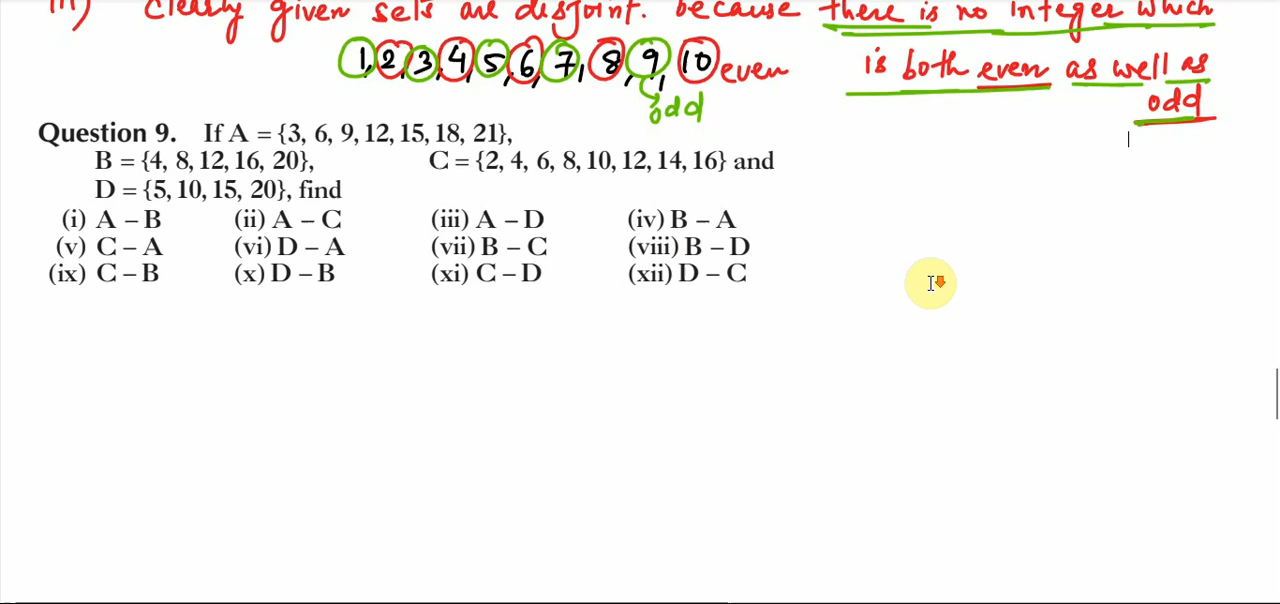 clearly given sets are disjoint. because there is no integer which
1, 2, 3, 4, 5, 6, 7, 8, 9, 10 even is both even as well as
odd odd
Question 9. If A = {3, 6, 9, 12, 15, 18, 21},
B = {4, 8, 12, 16, 20}, C = {2, 4, 6, 8, 10, 12, 14, 16} and
D = {5, 10, 15, 20}, find
(i) A – B (ii) A – C (iii) A – D (iv) B – A
(v) C – A (vi) D – A (vii) B – C (viii) B – D
(ix) C – B (x) D – B (xi) C – D (xii) D – C